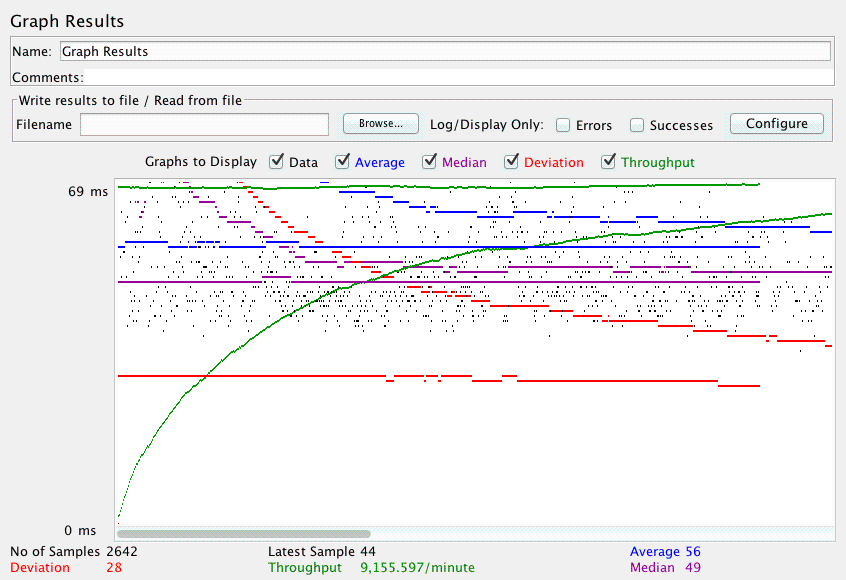 Graph Results
Name: Graph Results
Comments:
Write results to file / Read from file
Filename Browse... Log/Display Only: Errors Successes Configure
Graphs to Display Data Average Median Deviation Throughput
69 ms
0 ms
No of Samples 2642 Latest Sample 44 Average 56
Deviation 28 Throughput 9,155.597/minute Median 49